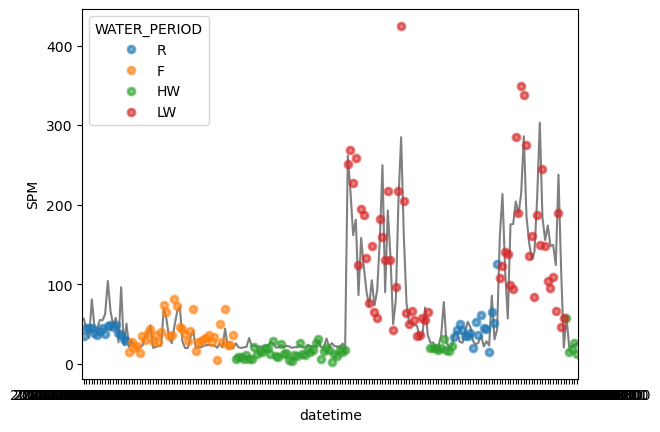 WATER_PERIOD
R
F
HW
LW
400
300
200
100
0
SPM
datetime